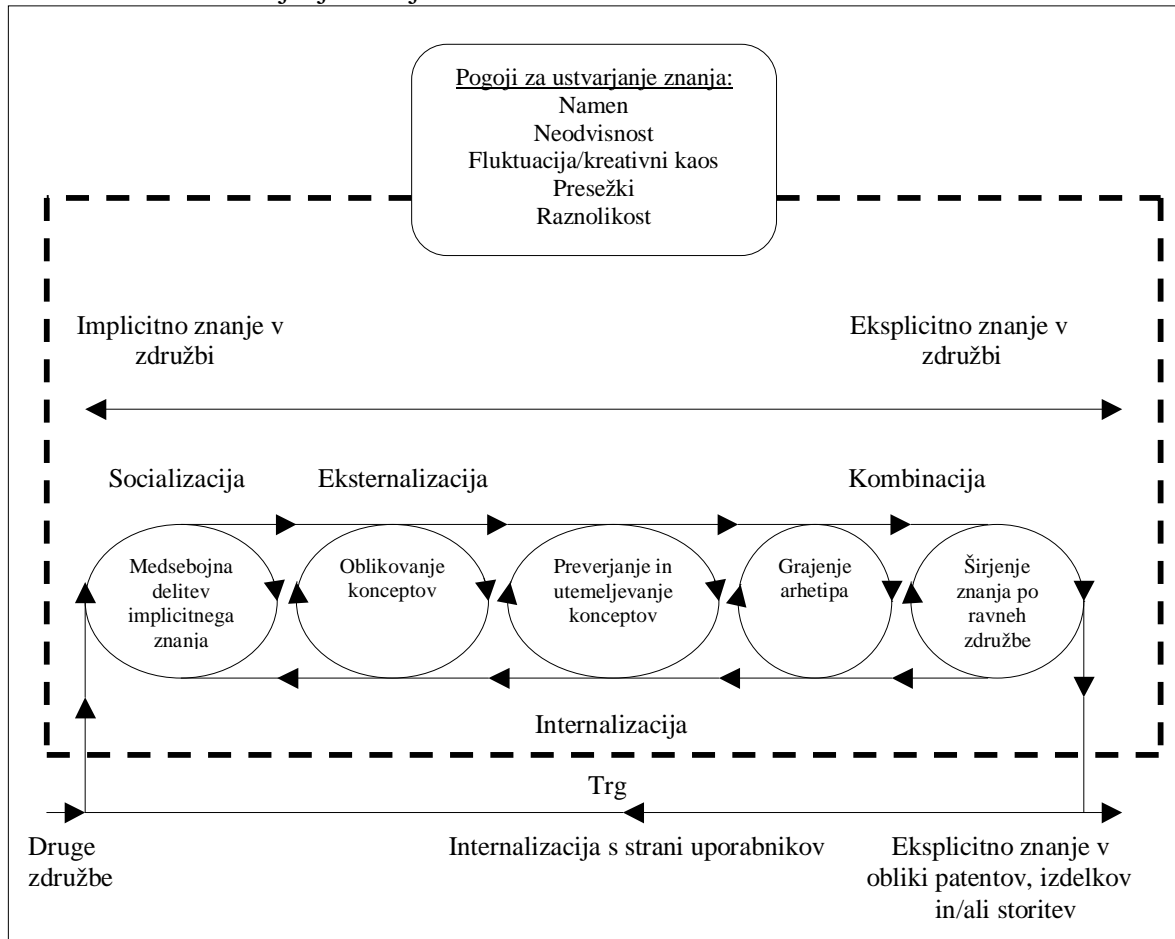 Pogoji za ustvarjanje znanja:
Namen
Neodvisnost
Fluktuacija/kreativni kaos
Presežki
Raznolikost
Implicitno znanje v
združbi
Eksplicitno znanje v
združbi
Socializacija
Eksternalizacija
Kombinacija
Medsebojna
delitev
implicitnega
znanja
Oblikovanje
konceptov
Preverjanje in
utemeljevanje
konceptov
Grajenje
arhetipa
Širjenje
znanja po
ravneh
združbe
Internalizacija
Trg
Druge
združbe
Internalizacija s strani uporabnikov
Eksplicitno znanje v
obliki patentov, izdelkov
in/ali storitev